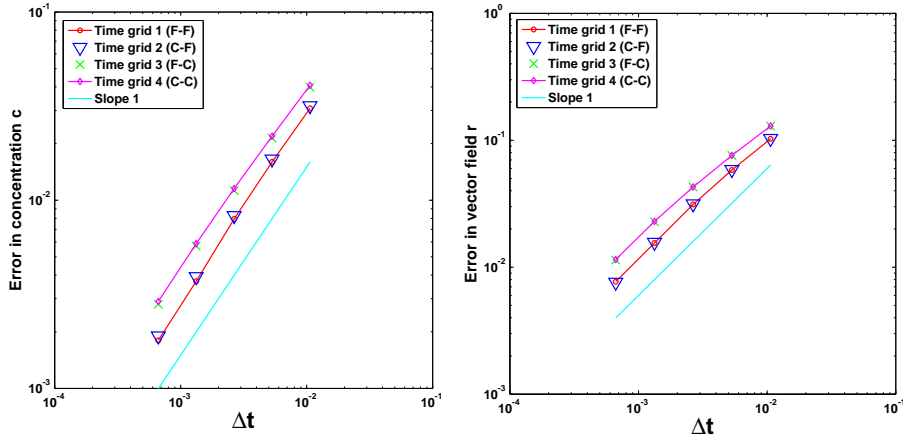 10^-1
Time grid 1 (F-F)
Time grid 2 (C-F)
Time grid 3 (F-C)
Time grid 4 (C-C)
Slope 1
Error in concentration c
10^-2
10^-3
10^-4
10^-3
10^-2
10^-1
Δt
10^0
Time grid 1 (F-F)
Time grid 2 (C-F)
Time grid 3 (F-C)
Time grid 4 (C-C)
Slope 1
Error in vector field r
10^-1
10^-2
10^-3
10^-4
10^-3
10^-2
10^-1
Δt